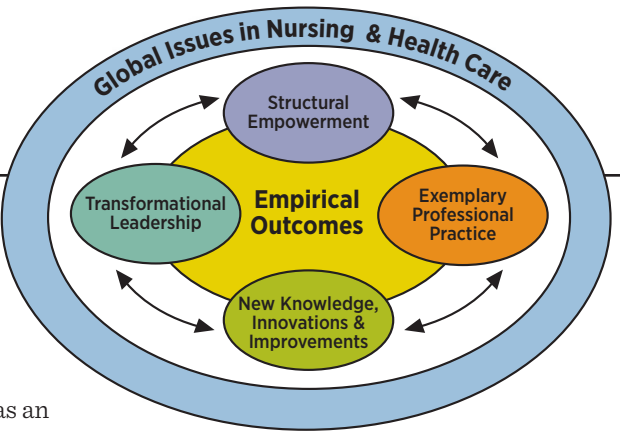 Global Issues in Nursing & Health Care
Structural
Empowerment
Transformational
Leadership
Empirical
Outcomes
Exemplary
Professional
Practice
New Knowledge,
Innovations &
Improvements
as an